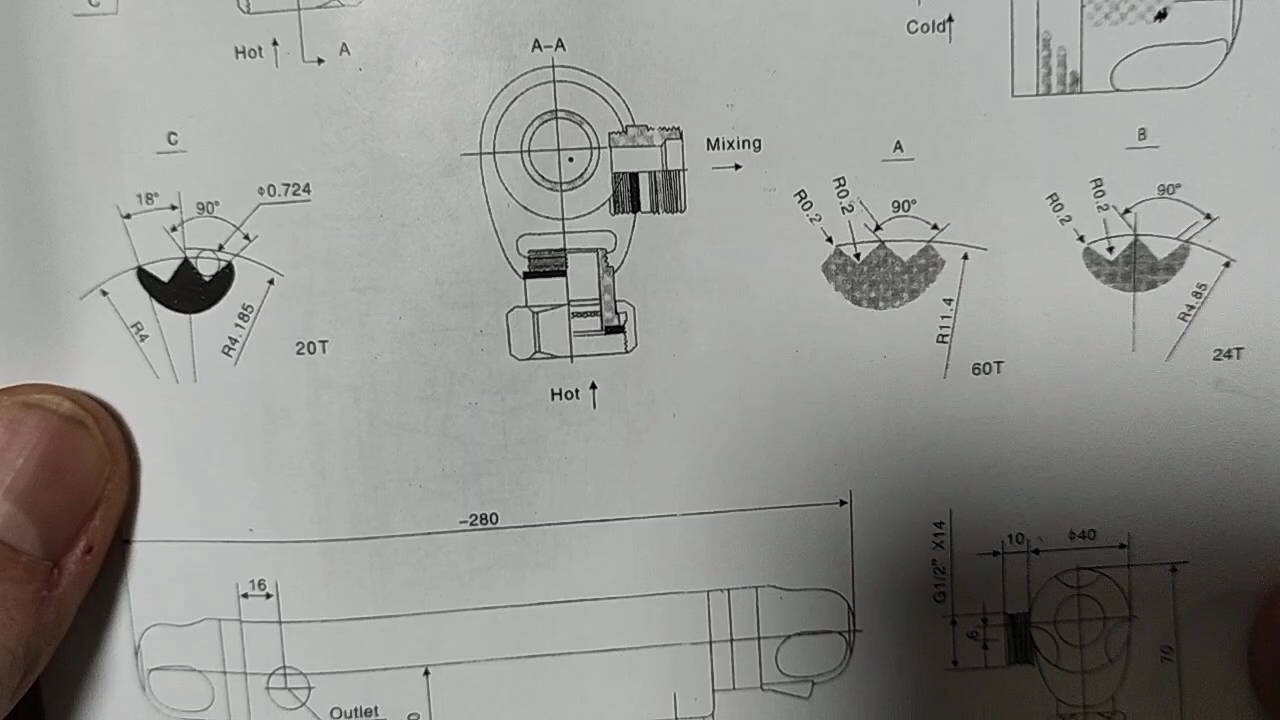 C
Hot
A
Cold
A–A
Mixing
Hot
C
18°
90°
ϕ0.724
R4
R4.185
20T
A
R0.2
R0.2
90°
R11.4
60T
B
R0.2
R0.2
90°
R4.85
24T
–280
16
Outlet
G1/2" X14
10
ϕ40
70